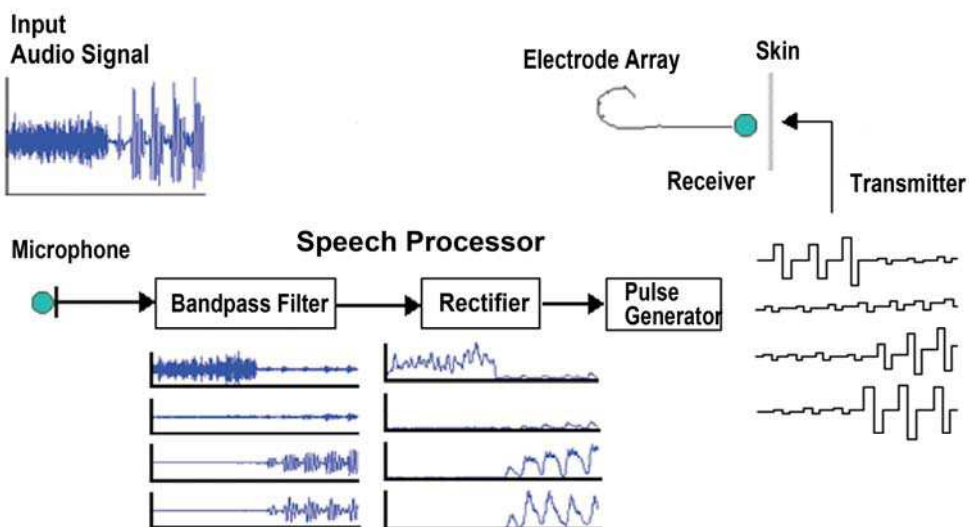 Input
Audio Signal
Electrode Array
Skin
Receiver
Transmitter
Microphone
Speech Processor
Bandpass Filter
Rectifier
Pulse
Generator